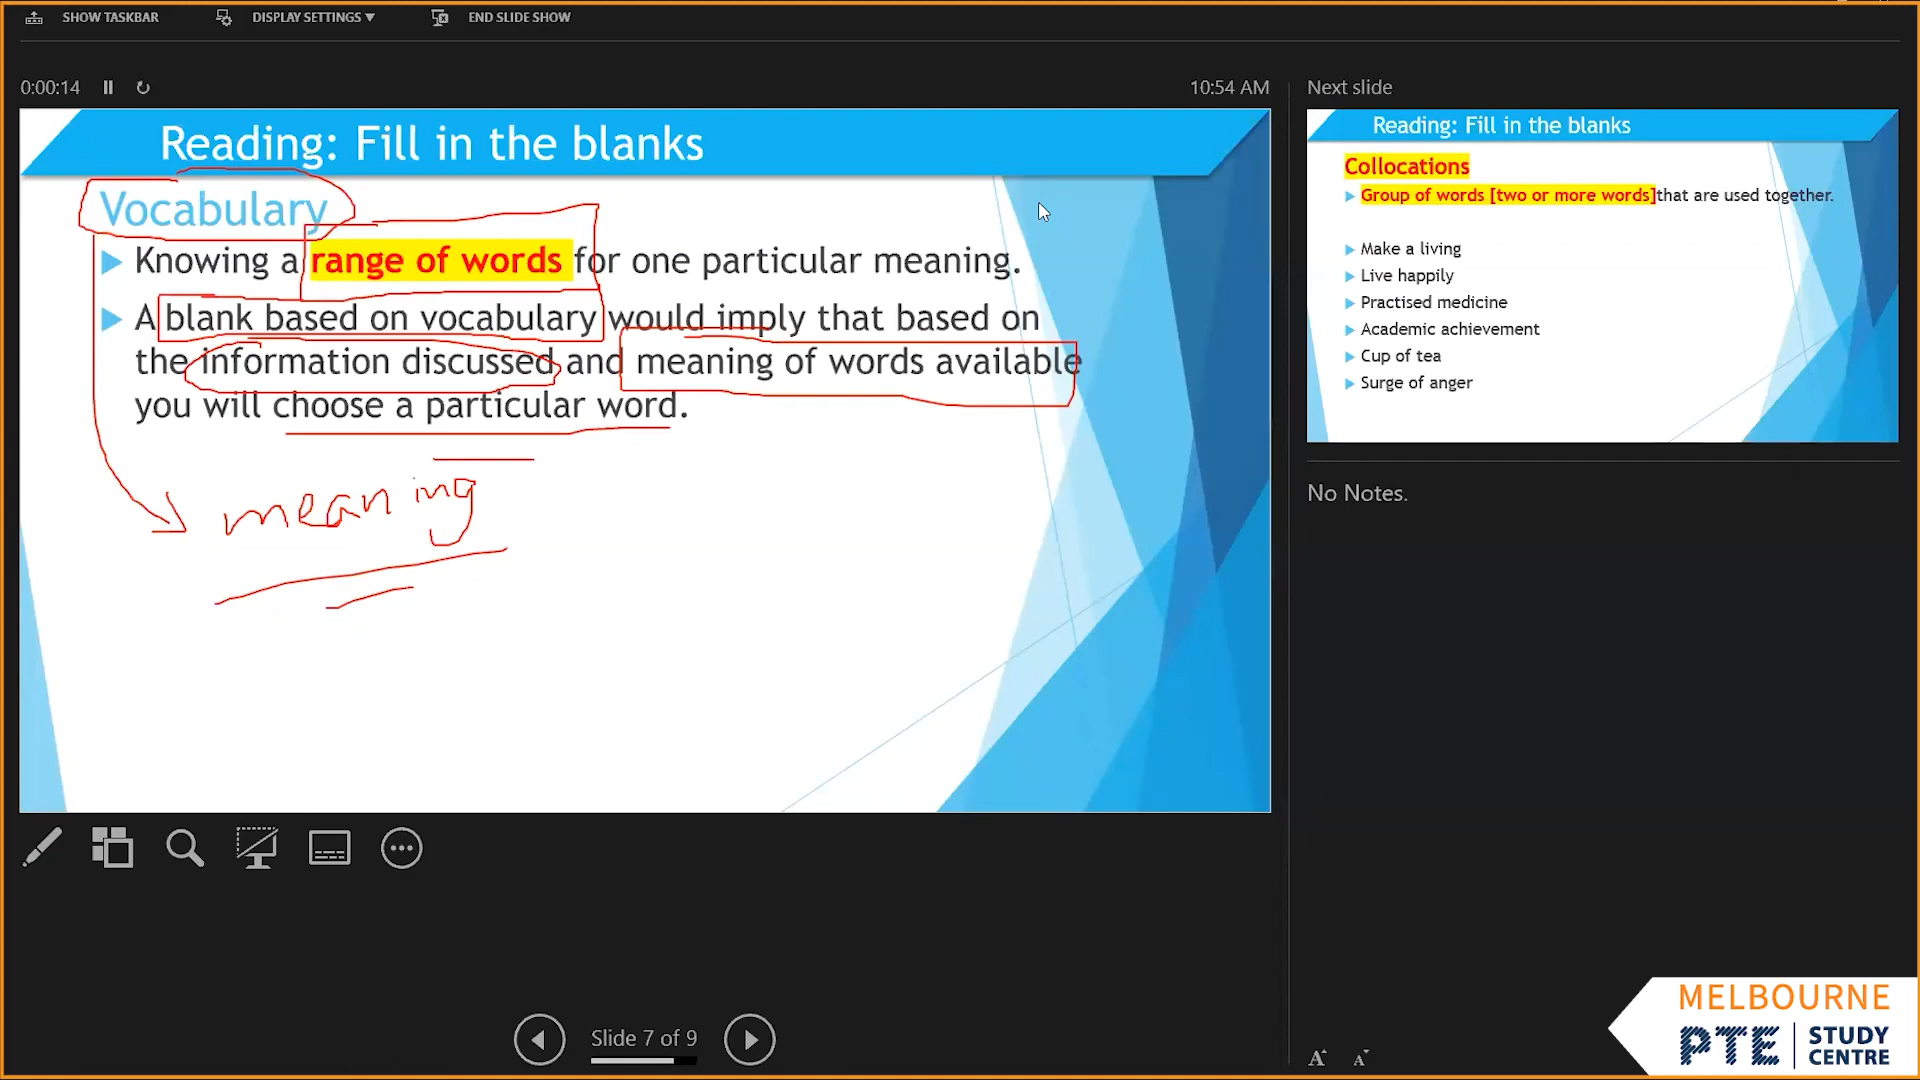 SHOW TASKBAR
DISPLAY SETTINGS ▼
END SLIDE SHOW
0:00:14
10:54 AM
Reading: Fill in the blanks
Vocabulary
Knowing a range of words for one particular meaning.
A blank based on vocabulary would imply that based on
the information discussed and meaning of words available
you will choose a particular word.
meaning
Slide 7 of 9
Next slide
Reading: Fill in the blanks
Collocations
Group of words [two or more words]that are used together.
Make a living
Live happily
Practised medicine
Academic achievement
Cup of tea
Surge of anger
No Notes.
A A
MELBOURNE
PTE STUDY
CENTRE